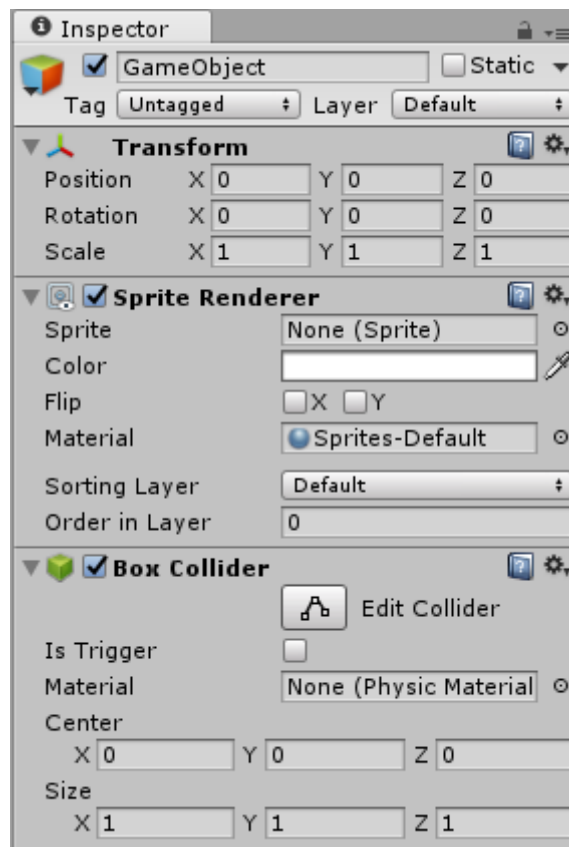 Inspector
GameObject Static
Tag Untagged Layer Default
Transform
Position X 0 Y 0 Z 0
Rotation X 0 Y 0 Z 0
Scale X 1 Y 1 Z 1
Sprite Renderer
Sprite None (Sprite)
Color
Flip X Y
Material Sprites-Default
Sorting Layer Default
Order in Layer 0
Box Collider
Edit Collider
Is Trigger
Material None (Physic Material
Center
X 0 Y 0 Z 0
Size
X 1 Y 1 Z 1